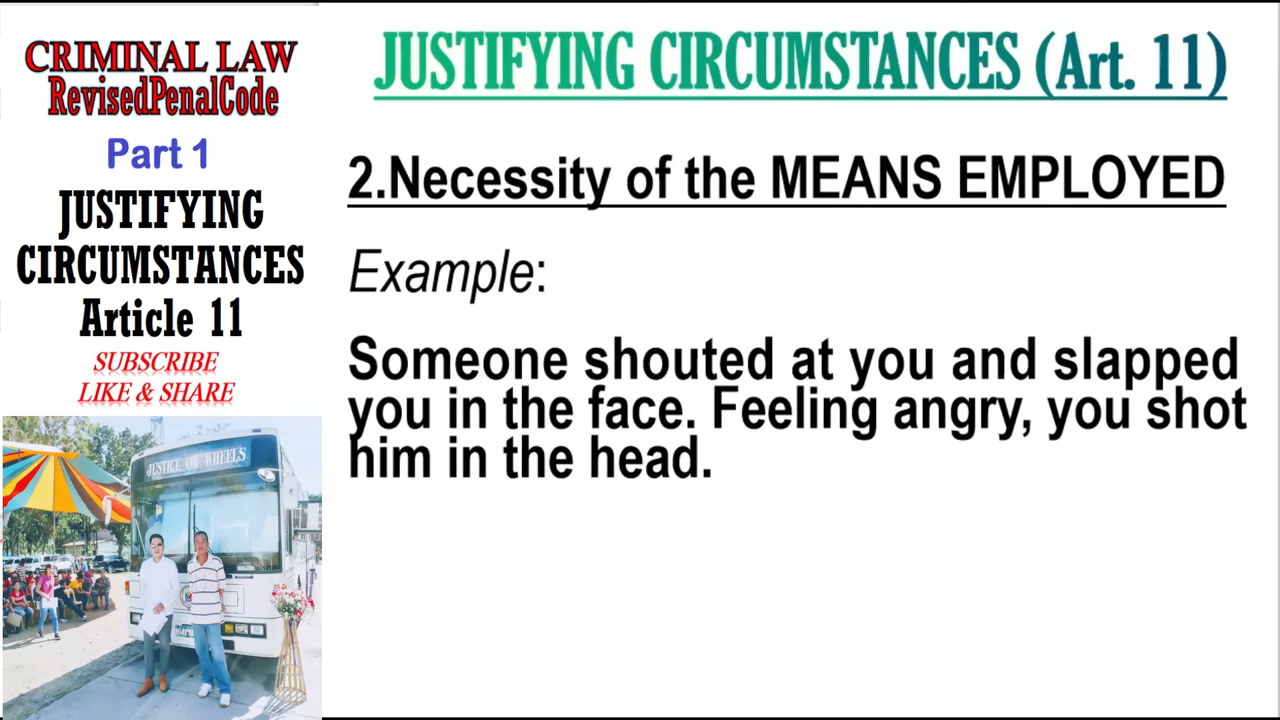 CRIMINAL LAW
RevisedPenalCode
Part 1
JUSTIFYING
CIRCUMSTANCES
Article 11
SUBSCRIBE
LIKE & SHARE
JUSTICE ON WHEELS
JUSTIFYING CIRCUMSTANCES (Art. 11)
2.Necessity of the MEANS EMPLOYED
Example:
Someone shouted at you and slapped
you in the face. Feeling angry, you shot
him in the head.